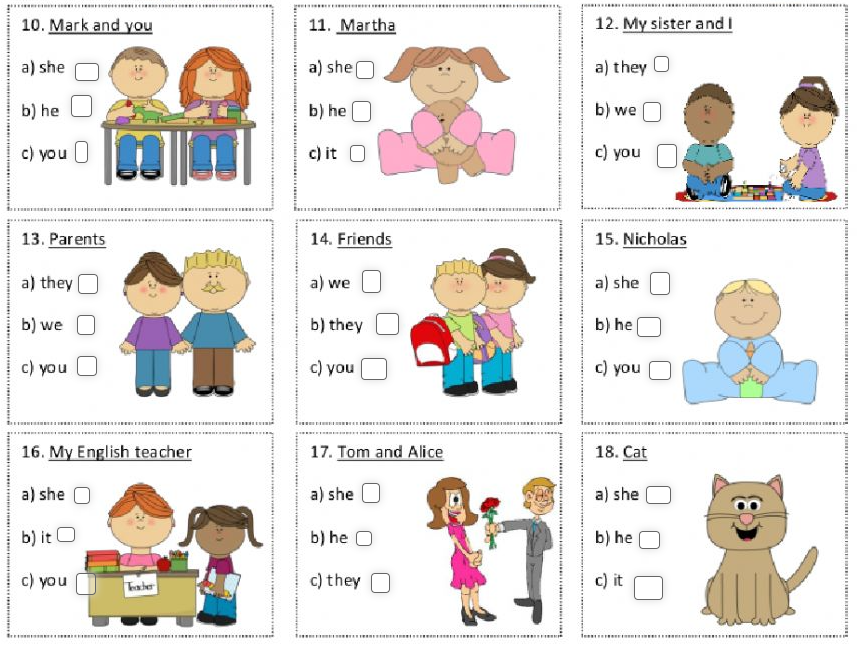 10. Mark and you
a) she
b) he
c) you
11. Martha
a) she
b) he
c) it
12. My sister and I
a) they
b) we
c) you
13. Parents
a) they
b) we
c) you
14. Friends
a) we
b) they
c) you
15. Nicholas
a) she
b) he
c) you
16. My English teacher
a) she
b) it
c) you
Teacher
17. Tom and Alice
a) she
b) he
c) they
18. Cat
a) she
b) he
c) it